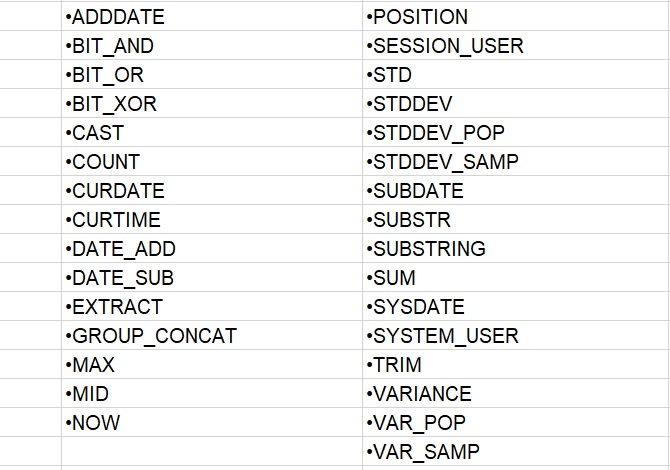 •ADDDATE
•BIT_AND
•BIT_OR
•BIT_XOR
•CAST
•COUNT
•CURDATE
•CURTIME
•DATE_ADD
•DATE_SUB
•EXTRACT
•GROUP_CONCAT
•MAX
•MID
•NOW
•POSITION
•SESSION_USER
•STD
•STDDEV
•STDDEV_POP
•STDDEV_SAMP
•SUBDATE
•SUBSTR
•SUBSTRING
•SUM
•SYSDATE
•SYSTEM_USER
•TRIM
•VARIANCE
•VAR_POP
•VAR_SAMP